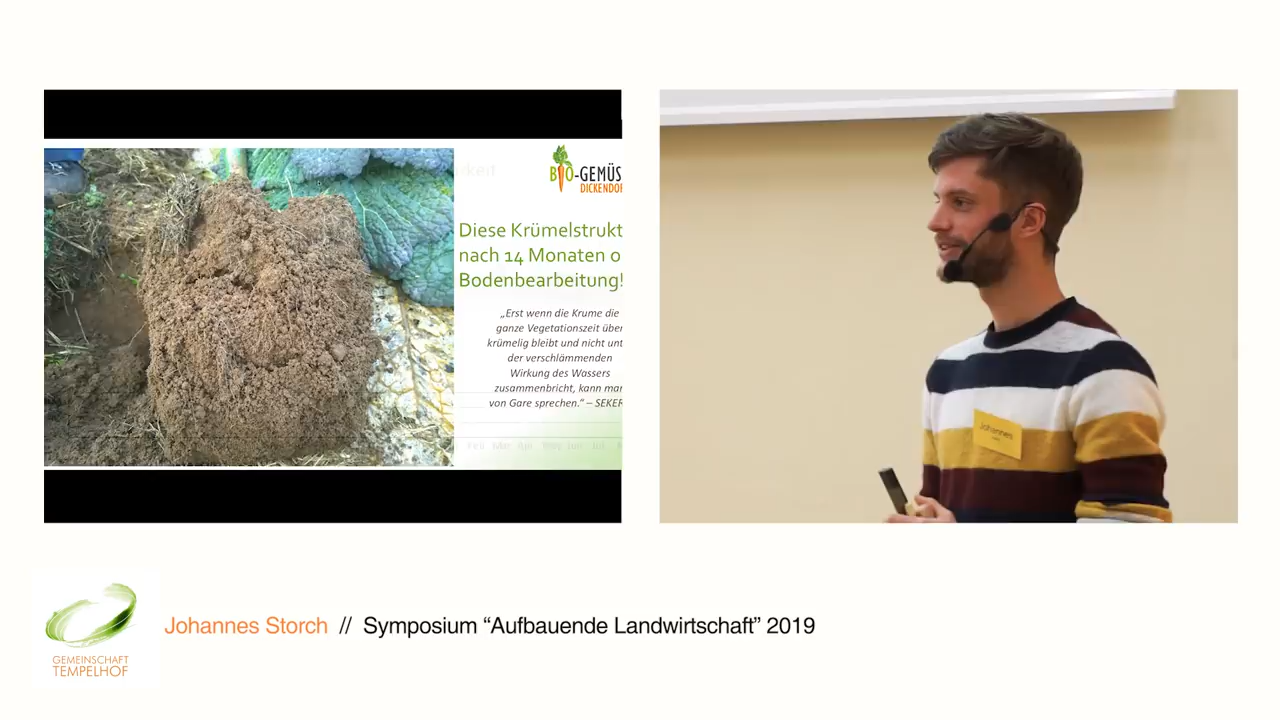 BIO-GEMÜS
DICKENDOR
Diese Krümelstrukt
nach 14 Monaten o
Bodenbearbeitung!
„Erst wenn die Krume die
ganze Vegetationszeit über
krümelig bleibt und nicht unt
der verschlämmenden
Wirkung des Wassers
zusammenbricht, kann man
von Gare sprechen.“ – SEKER
Johannes
GEMEINSCHAFT
TEMPELHOF
Johannes Storch // Symposium “Aufbauende Landwirtschaft” 2019